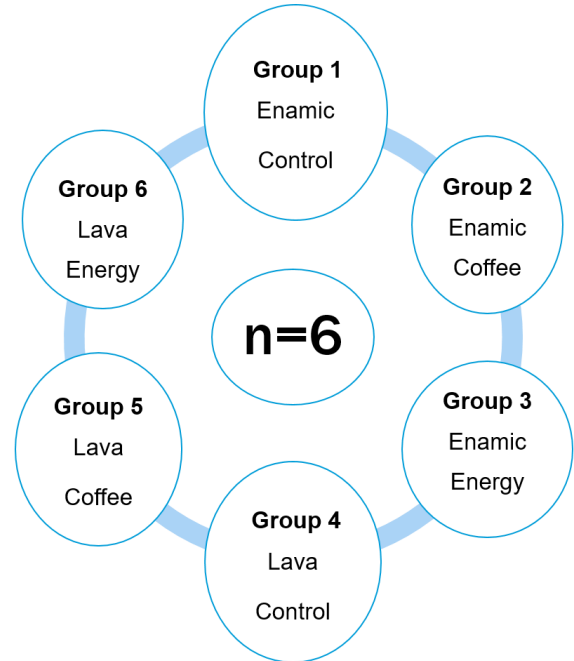 Group 1
Enamic
Control
Group 2
Enamic
Coffee
Group 3
Enamic
Energy
Group 4
Lava
Control
Group 5
Lava
Coffee
Group 6
Lava
Energy
n=6